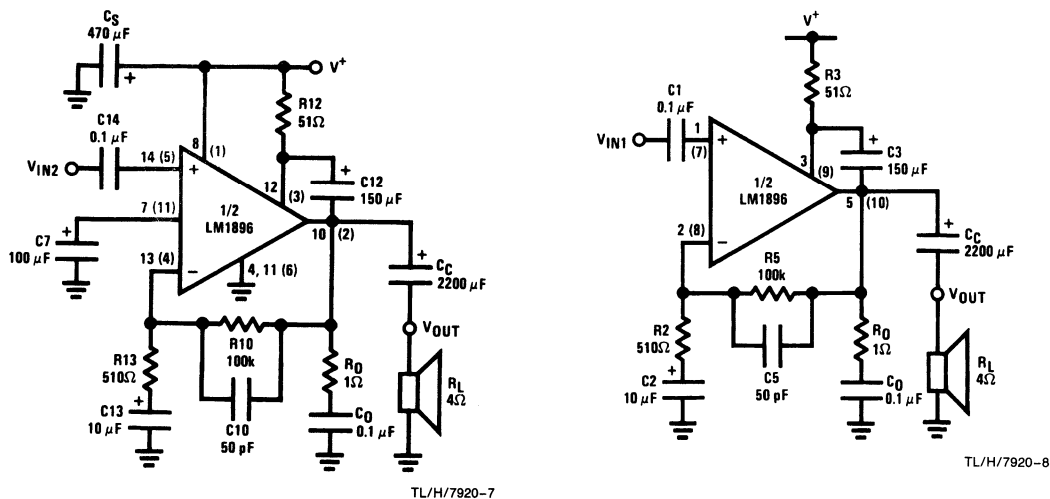 CS
470 µF
+
V+
R12
51Ω
C14
0.1 µF
8
(1)
VIN2
14 (5)
+
12
(3)
+
C12
150 µF
7 (11)
1/2
LM1896
10
(2)
+
C7
100 µF
13 (4)
−
4, 11 (6)
+
CC
2200 µF
VOUT
R10
100k
R13
510Ω
RO
1Ω
RL
4Ω
+
C13
10 µF
C10
50 pF
CO
0.1 µF
TL/H/7920–7
V+
R3
51Ω
C1
0.1 µF
VIN1
1
(7)
+
3
(9)
+
C3
150 µF
1/2
LM1896
5
(10)
2 (8)
−
+
CC
2200 µF
R5
100k
VOUT
R2
510Ω
RO
1Ω
C5
50 pF
RL
4Ω
+
C2
10 µF
CO
0.1 µF
TL/H/7920–8